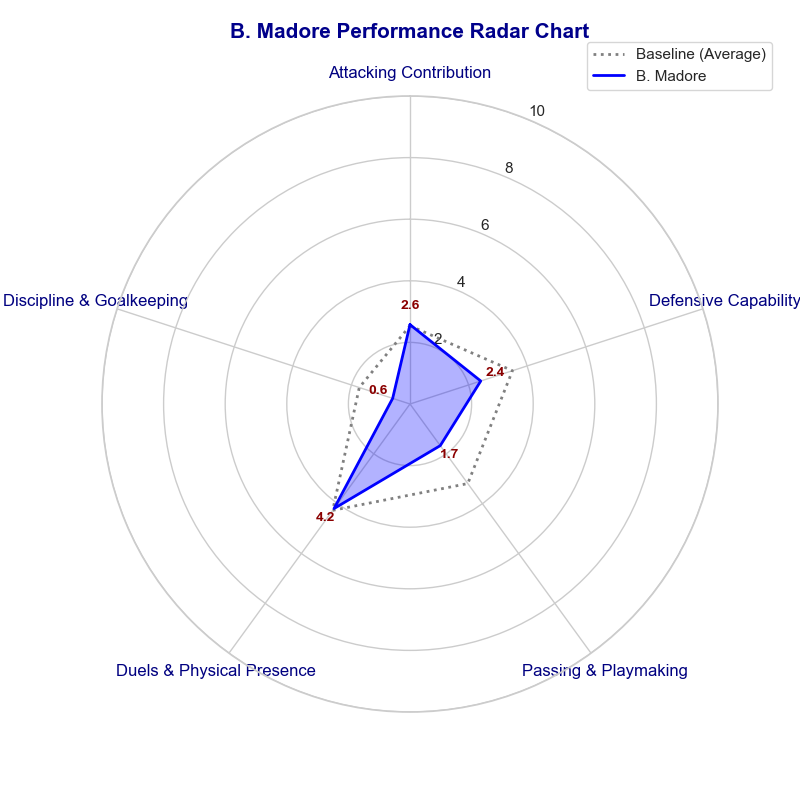 B. Madore Performance Radar Chart
Baseline (Average)
B. Madore
Attacking Contribution
10
8
6
4
2
Discipline & Goalkeeping
Defensive Capability
2.6
2.4
0.6
1.7
4.2
Duels & Physical Presence
Passing & Playmaking